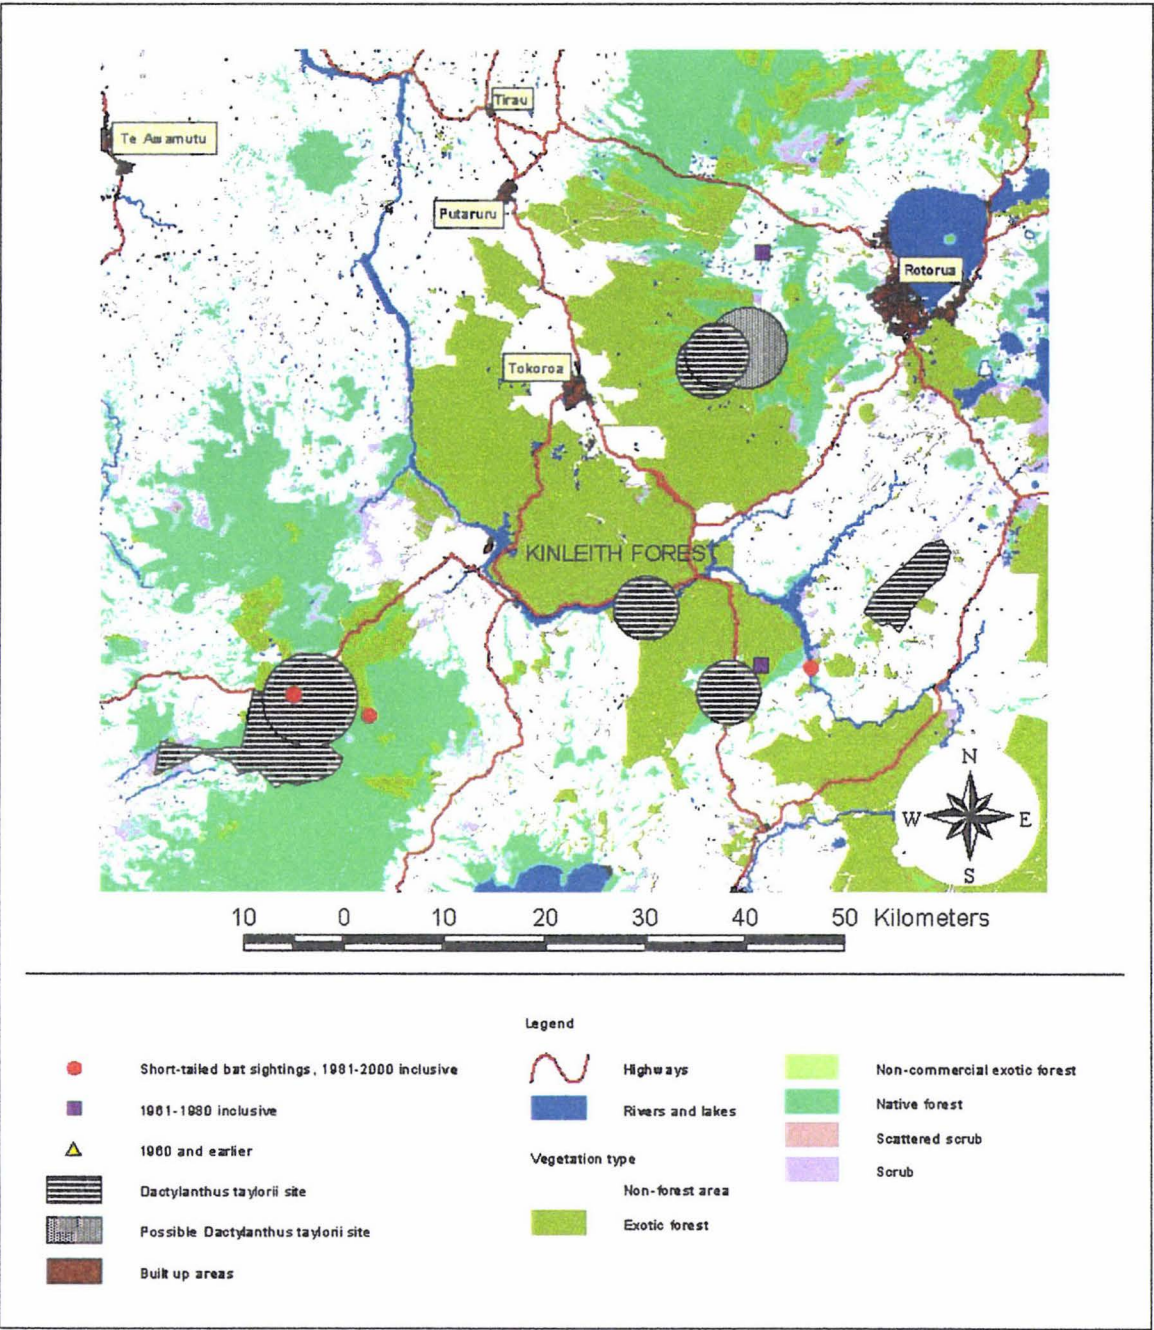 Tirau
Te Awamutu
Putaruru
Rotorua
Tokoroa
KINLEITH FOREST
N
W E
S
10 0 10 20 30 40 50 Kilometers
Legend
Short-tailed bat sightings, 1981-2000 inclusive
1961-1980 inclusive
1960 and earlier
Dactylanthus taylorii site
Possible Dactylanthus taylorii site
Built up areas
Highways
Rivers and lakes
Vegetation type
Non-forest area
Exotic forest
Non-commercial exotic forest
Native forest
Scattered scrub
Scrub